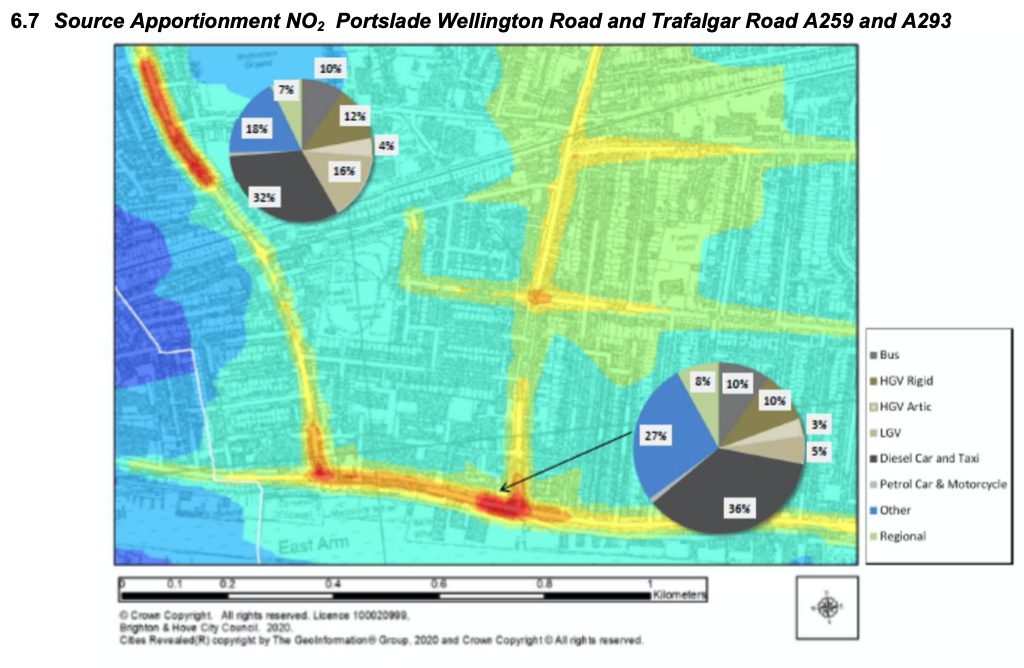 6.7 Source Apportionment NO₂ Portslade Wellington Road and Trafalgar Road A259 and A293
10%
7%
12%
18%
4%
16%
32%
8%
10%
10%
3%
27%
5%
36%
East Arm
Bus
HGV Rigid
HGV Artic
LGV
Diesel Car and Taxi
Petrol Car & Motorcycle
Other
Regional
0 0.1 0.2 0.4 0.6 0.8 1
Kilometers
© Crown Copyright. All rights reserved. Licence 100020999,
Brighton & Hove City Council. 2020.
Cities Revealed(R) copyright by The GeoInformation® Group, 2020 and Crown Copyright © All rights reserved.